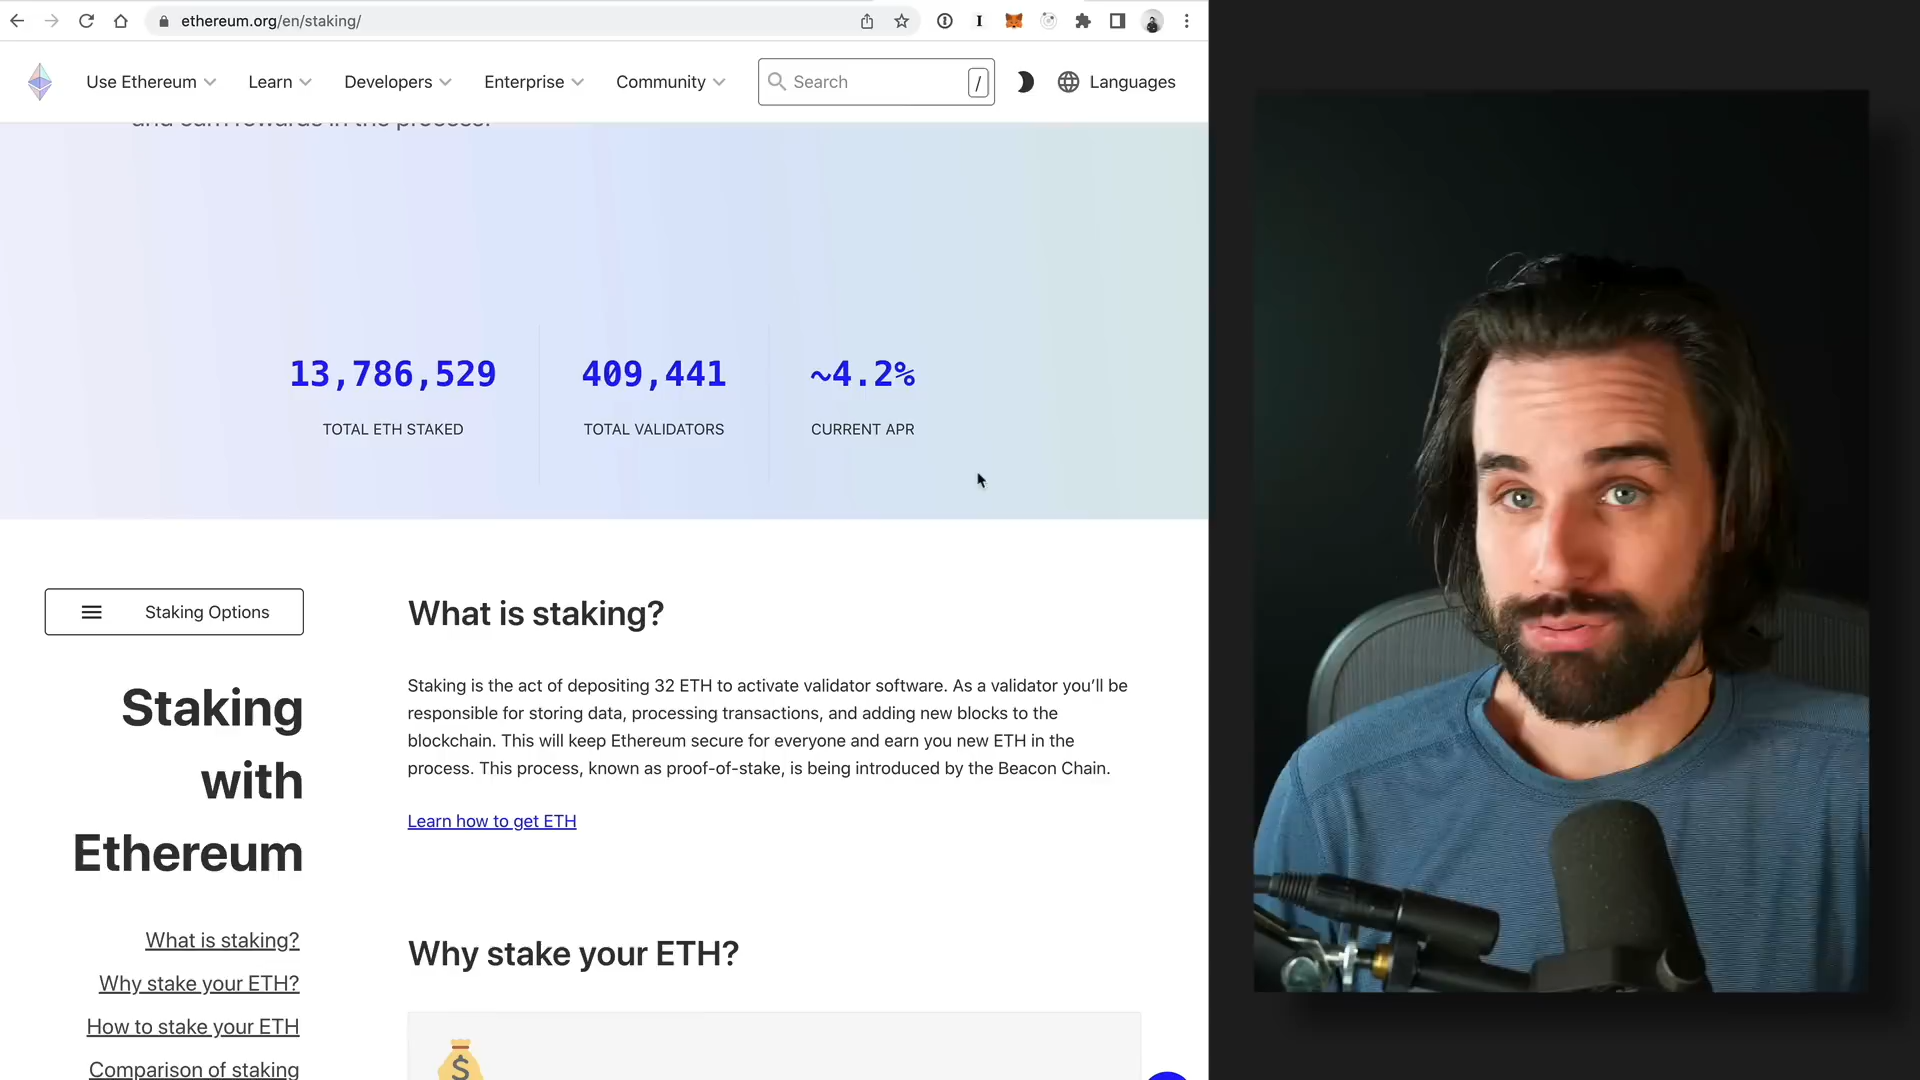 ethereum.org/en/staking/
Use Ethereum
Learn
Developers
Enterprise
Community
Search
/
Languages
and earn rewards in the process.
13,786,529
409,441
~4.2%
TOTAL ETH STAKED
TOTAL VALIDATORS
CURRENT APR
Staking Options
Staking
with
Ethereum
What is staking?
Why stake your ETH?
How to stake your ETH
Comparison of staking
What is staking?
Staking is the act of depositing 32 ETH to activate validator software. As a validator you’ll be
responsible for storing data, processing transactions, and adding new blocks to the
blockchain. This will keep Ethereum secure for everyone and earn you new ETH in the
process. This process, known as proof-of-stake, is being introduced by the Beacon Chain.
Learn how to get ETH
Why stake your ETH?
$